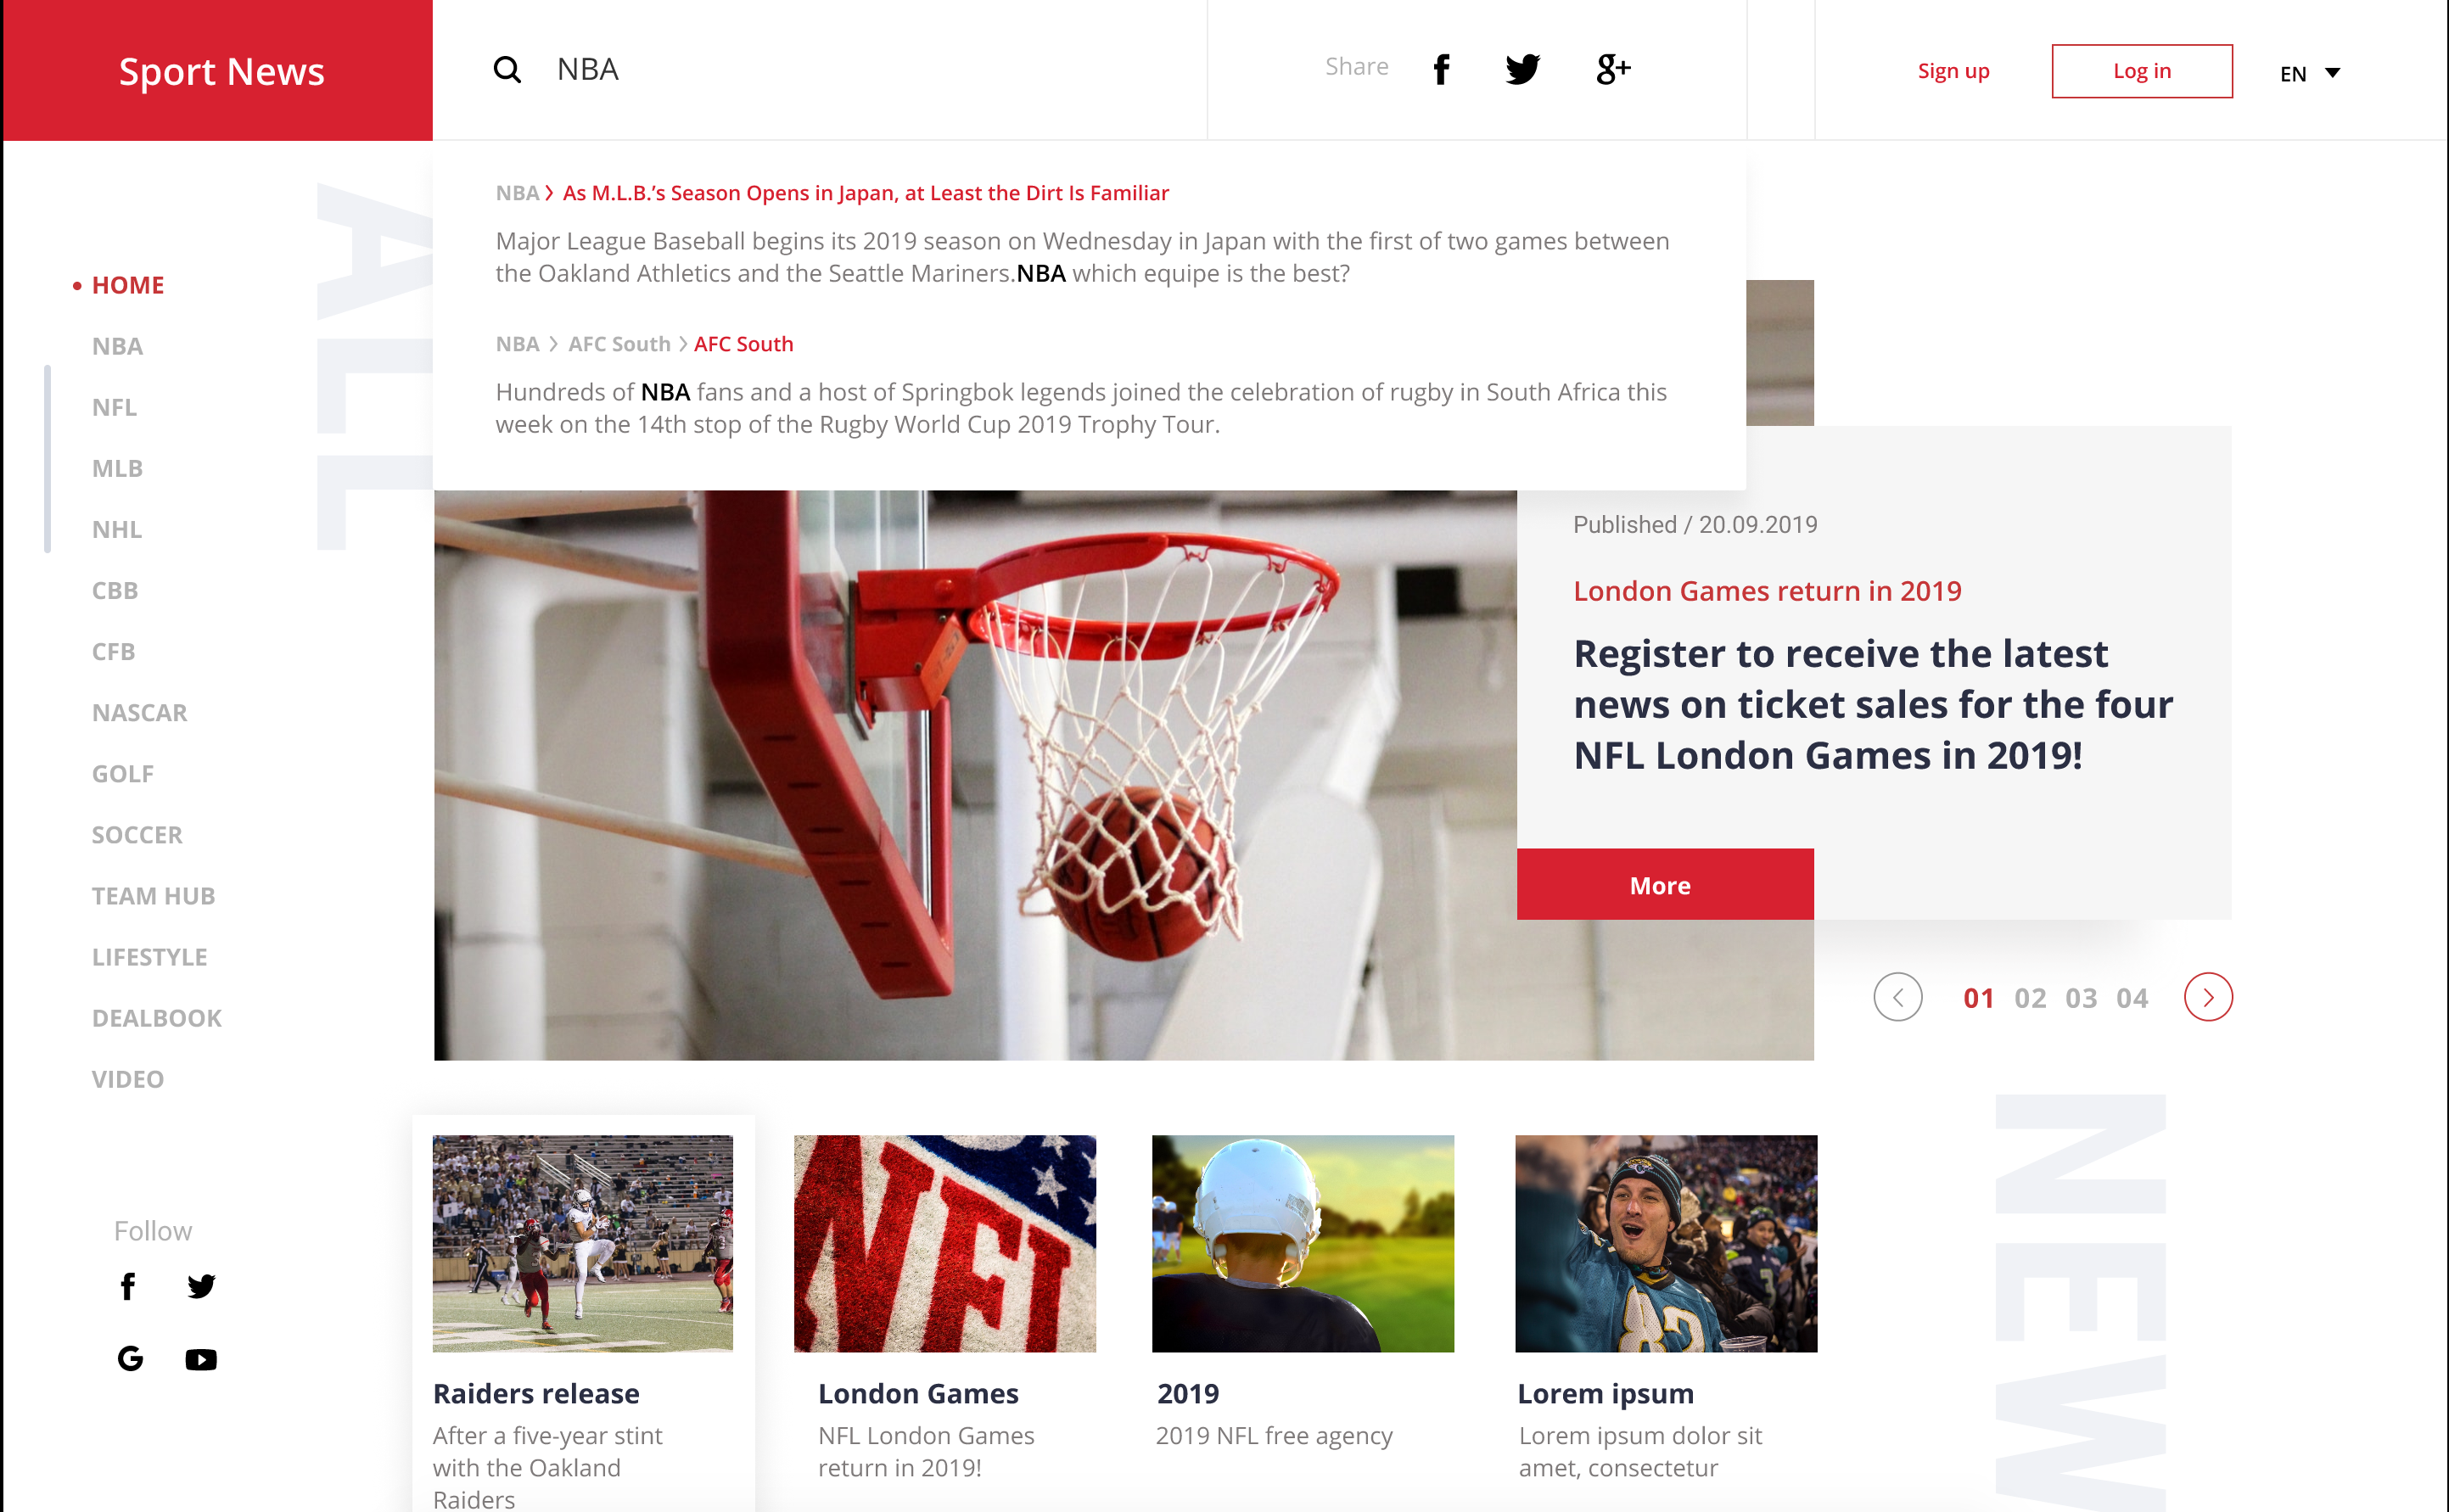 Sport News
NBA
Share
Sign up
Log in
EN
NBA > As M.L.B.’s Season Opens in Japan, at Least the Dirt Is Familiar
Major League Baseball begins its 2019 season on Wednesday in Japan with the first of two games between
the Oakland Athletics and the Seattle Mariners.NBA which equipe is the best?
NBA > AFC South > AFC South
Hundreds of NBA fans and a host of Springbok legends joined the celebration of rugby in South Africa this
week on the 14th stop of the Rugby World Cup 2019 Trophy Tour.
ALL
HOME
NBA
NFL
MLB
NHL
CBB
CFB
NASCAR
GOLF
SOCCER
TEAM HUB
LIFESTYLE
DEALBOOK
VIDEO
Follow
Published / 20.09.2019
London Games return in 2019
Register to receive the latest
news on ticket sales for the four
NFL London Games in 2019!
More
01 02 03 04
NEW
NFL
82
Raiders release
After a five-year stint
with the Oakland
Raiders
London Games
NFL London Games
return in 2019!
2019
2019 NFL free agency
Lorem ipsum
Lorem ipsum dolor sit
amet, consectetur